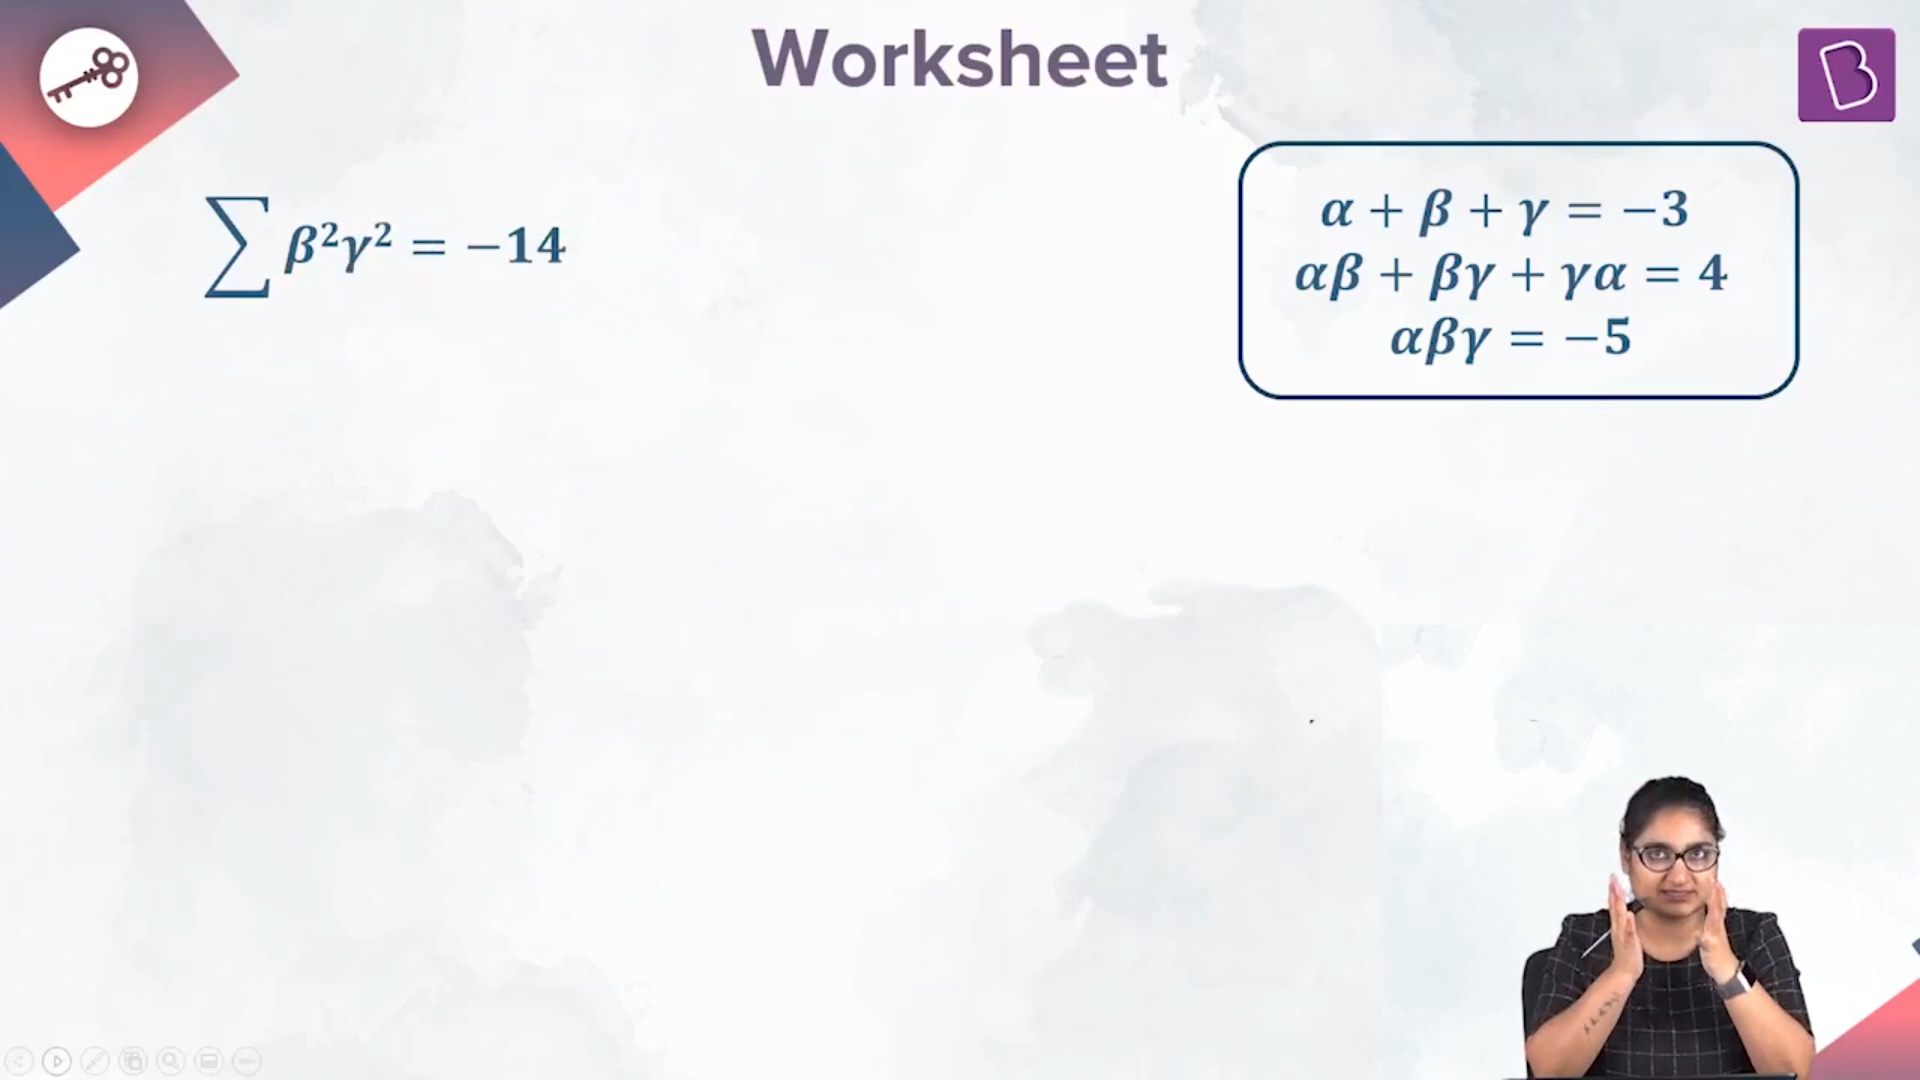 Worksheet
∑ β²γ² = −14
α + β + γ = −3
αβ + βγ + γα = 4
αβγ = −5